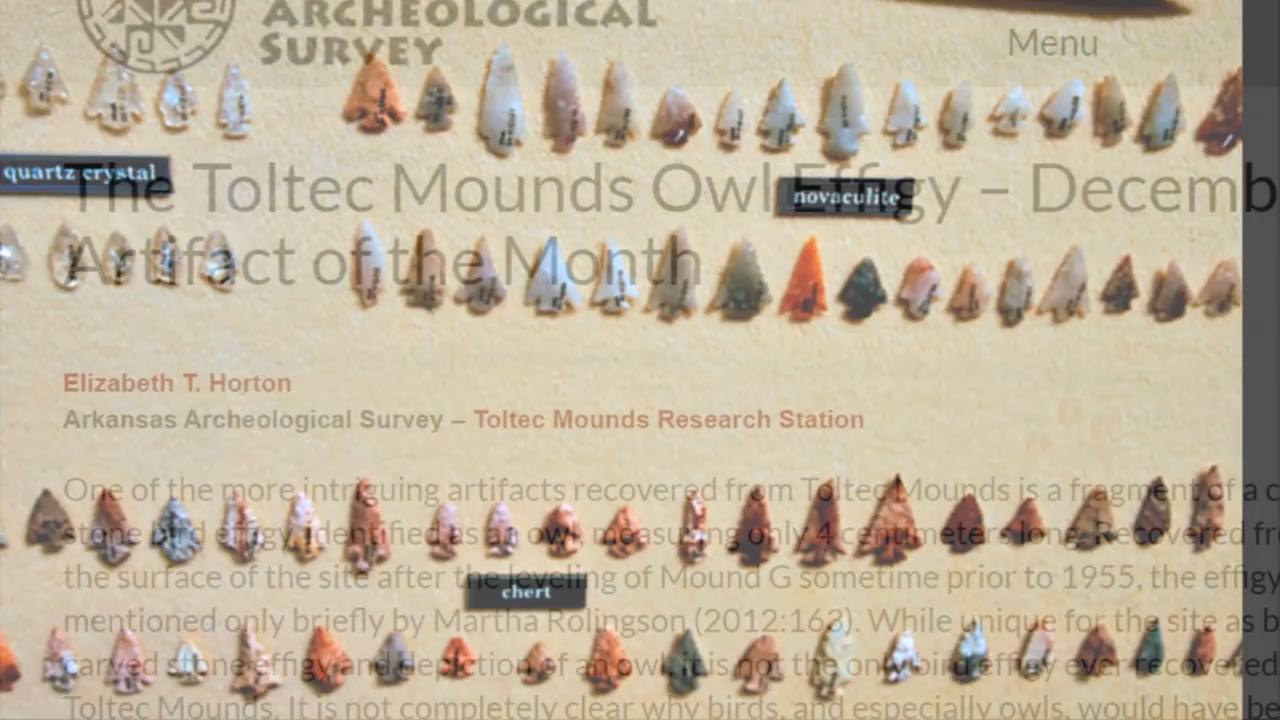 ARCHEOLOGICAL
SURVEY
Menu
quartz crystal
novaculite
The Toltec Mounds Owl Effigy – Decemb
Artifact of the Month
Elizabeth T. Horton
Arkansas Archeological Survey – Toltec Mounds Research Station
One of the more intriguing artifacts recovered from Toltec Mounds is a fragment of a c
stone bird effigy identified as an owl, measuring only 4 centimeters long. Recovered fr
the surface of the site after the leveling of Mound G sometime prior to 1955, the effigy
chert
mentioned only briefly by Martha Rolingson (2012:163). While unique for the site as b
carved stone effigy and depiction of an owl, it is not the only bird effigy ever recovered
Toltec Mounds. It is not completely clear why birds, and especially owls, would have be